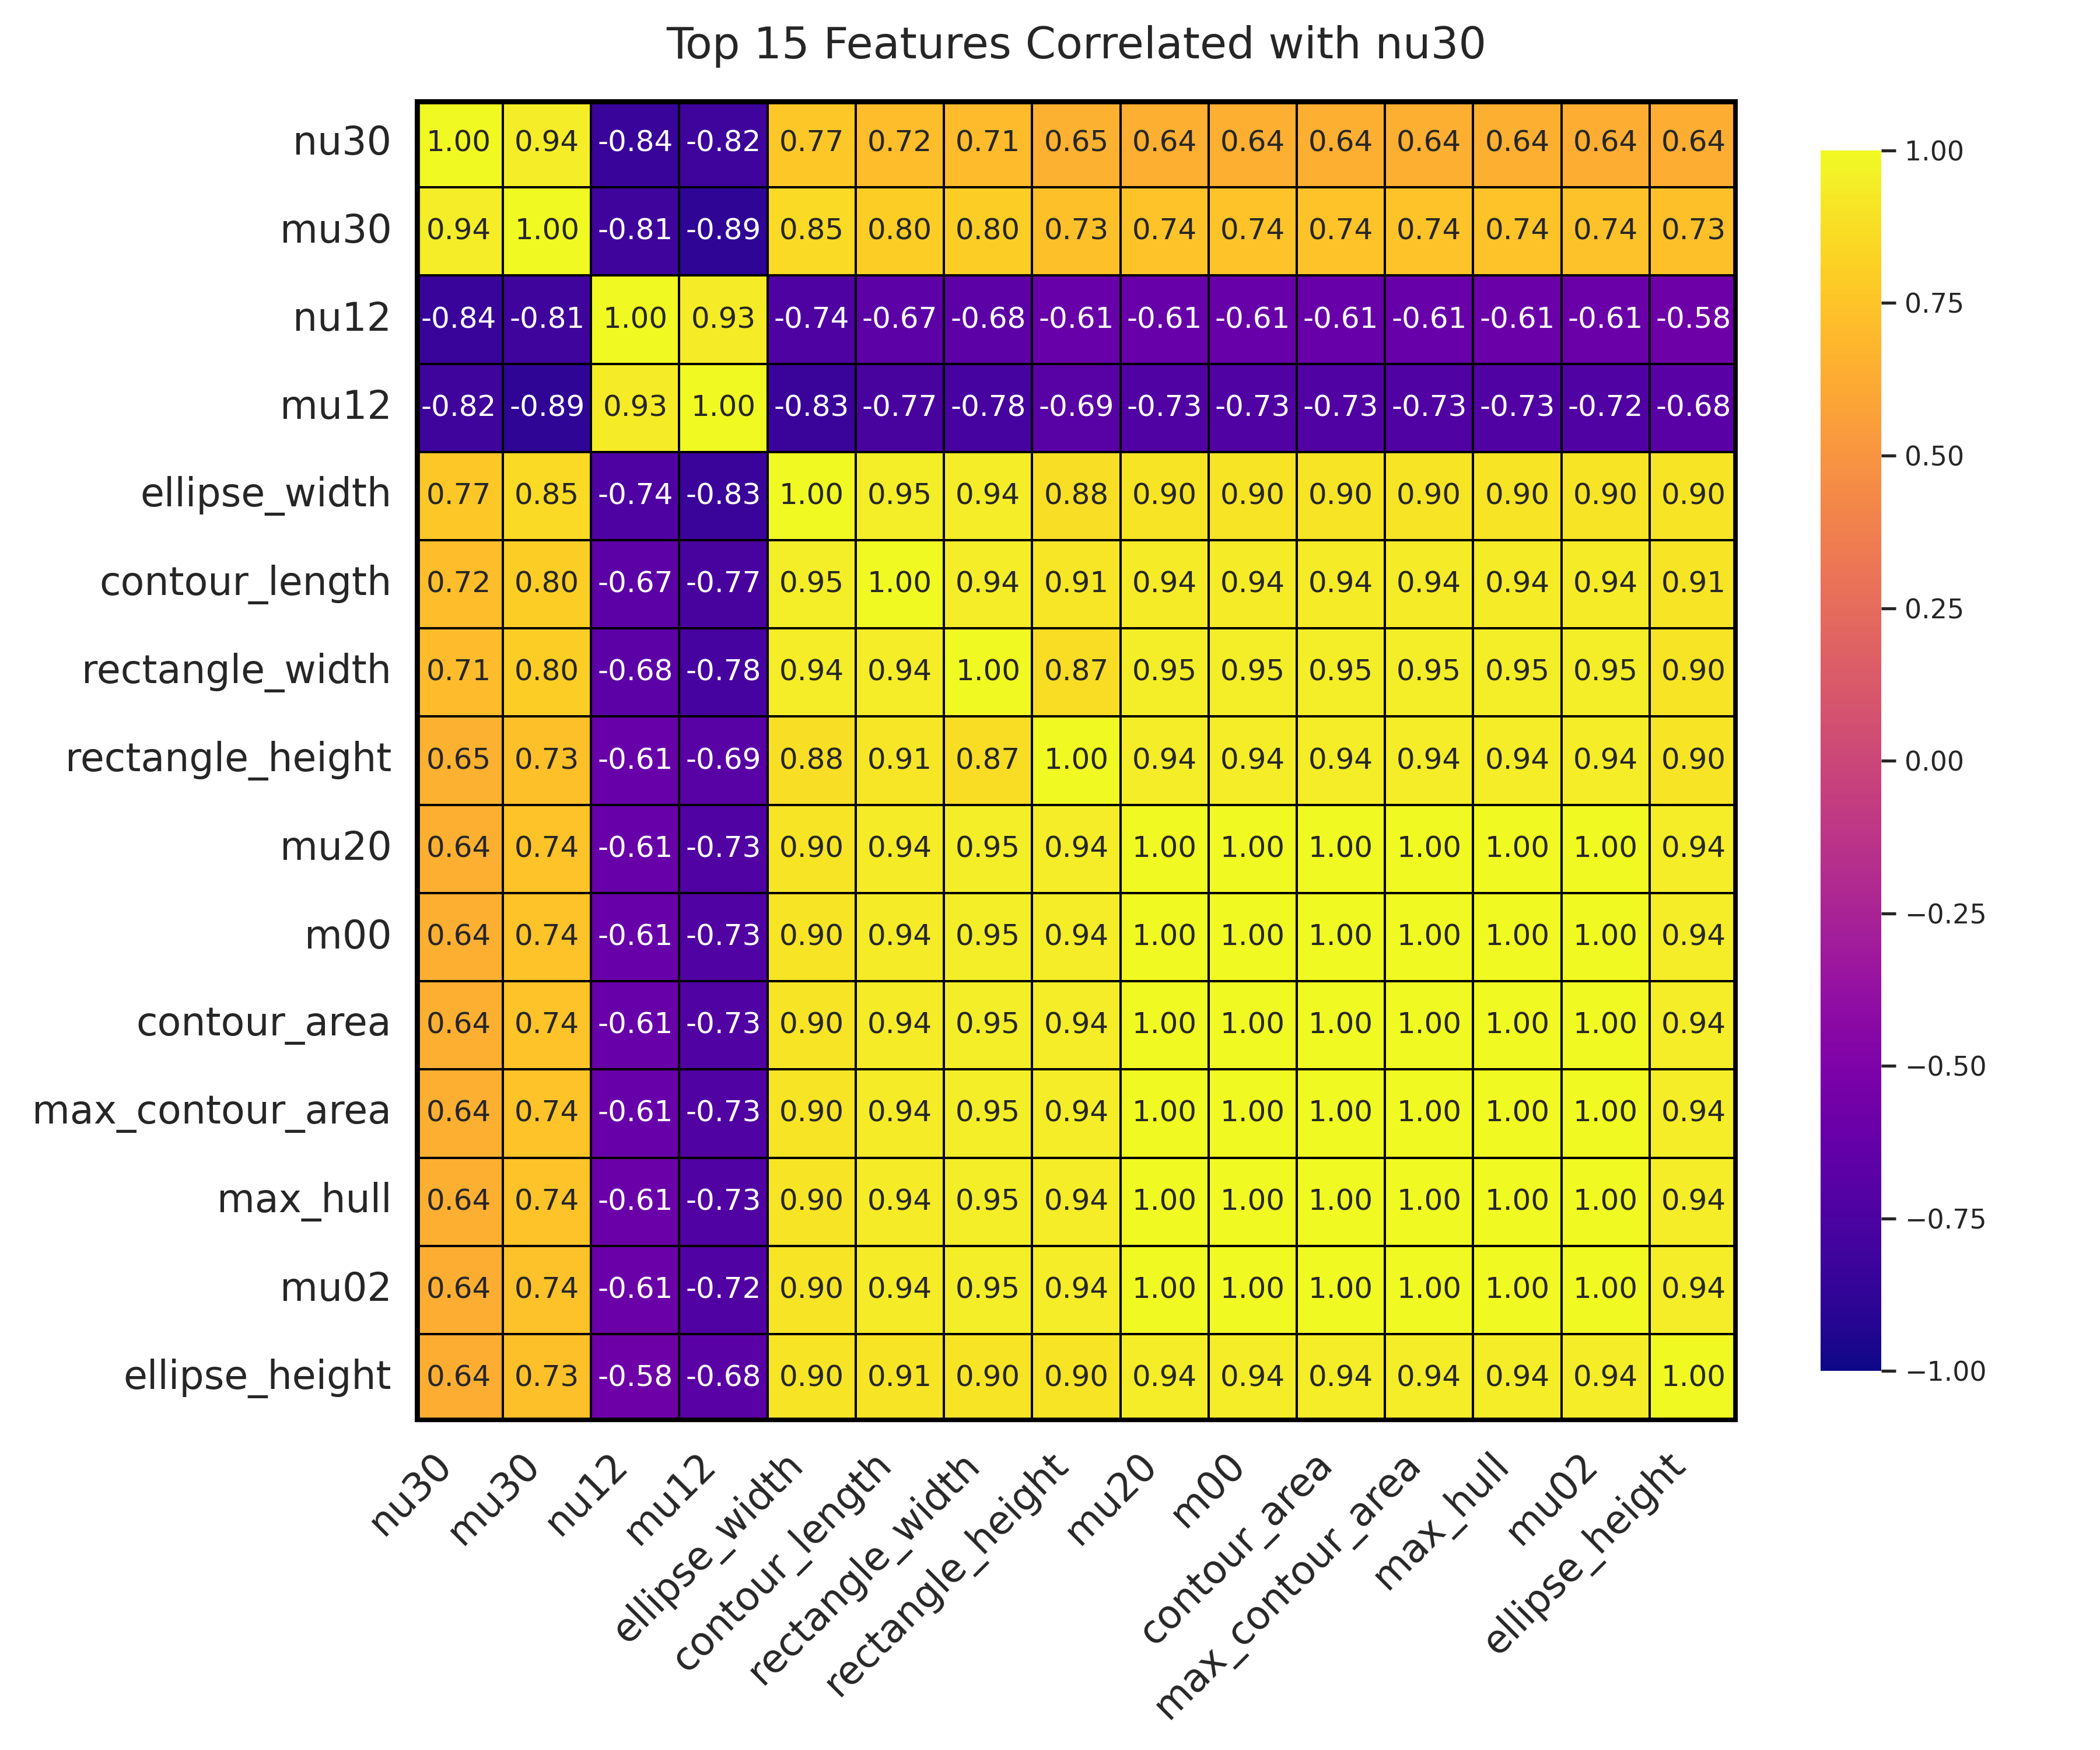 Top 15 Features Correlated with nu30
nu30 1.00 0.94 -0.84 -0.82 0.77 0.72 0.71 0.65 0.64 0.64 0.64 0.64 0.64 0.64 0.64
mu30 0.94 1.00 -0.81 -0.89 0.85 0.80 0.80 0.73 0.74 0.74 0.74 0.74 0.74 0.74 0.73
nu12 -0.84 -0.81 1.00 0.93 -0.74 -0.67 -0.68 -0.61 -0.61 -0.61 -0.61 -0.61 -0.61 -0.61 -0.58
mu12 -0.82 -0.89 0.93 1.00 -0.83 -0.77 -0.78 -0.69 -0.73 -0.73 -0.73 -0.73 -0.73 -0.72 -0.68
ellipse_width 0.77 0.85 -0.74 -0.83 1.00 0.95 0.94 0.88 0.90 0.90 0.90 0.90 0.90 0.90 0.90
contour_length 0.72 0.80 -0.67 -0.77 0.95 1.00 0.94 0.91 0.94 0.94 0.94 0.94 0.94 0.94 0.91
rectangle_width 0.71 0.80 -0.68 -0.78 0.94 0.94 1.00 0.87 0.95 0.95 0.95 0.95 0.95 0.95 0.90
rectangle_height 0.65 0.73 -0.61 -0.69 0.88 0.91 0.87 1.00 0.94 0.94 0.94 0.94 0.94 0.94 0.90
mu20 0.64 0.74 -0.61 -0.73 0.90 0.94 0.95 0.94 1.00 1.00 1.00 1.00 1.00 1.00 0.94
m00 0.64 0.74 -0.61 -0.73 0.90 0.94 0.95 0.94 1.00 1.00 1.00 1.00 1.00 1.00 0.94
contour_area 0.64 0.74 -0.61 -0.73 0.90 0.94 0.95 0.94 1.00 1.00 1.00 1.00 1.00 1.00 0.94
max_contour_area 0.64 0.74 -0.61 -0.73 0.90 0.94 0.95 0.94 1.00 1.00 1.00 1.00 1.00 1.00 0.94
max_hull 0.64 0.74 -0.61 -0.73 0.90 0.94 0.95 0.94 1.00 1.00 1.00 1.00 1.00 1.00 0.94
mu02 0.64 0.74 -0.61 -0.72 0.90 0.94 0.95 0.94 1.00 1.00 1.00 1.00 1.00 1.00 0.94
ellipse_height 0.64 0.73 -0.58 -0.68 0.90 0.91 0.90 0.90 0.94 0.94 0.94 0.94 0.94 0.94 1.00
nu30 mu30 nu12 mu12 ellipse_width contour_length rectangle_width rectangle_height mu20 m00 contour_area max_contour_area max_hull mu02 ellipse_height
1.00
0.75
0.50
0.25
0.00
−0.25
−0.50
−0.75
−1.00